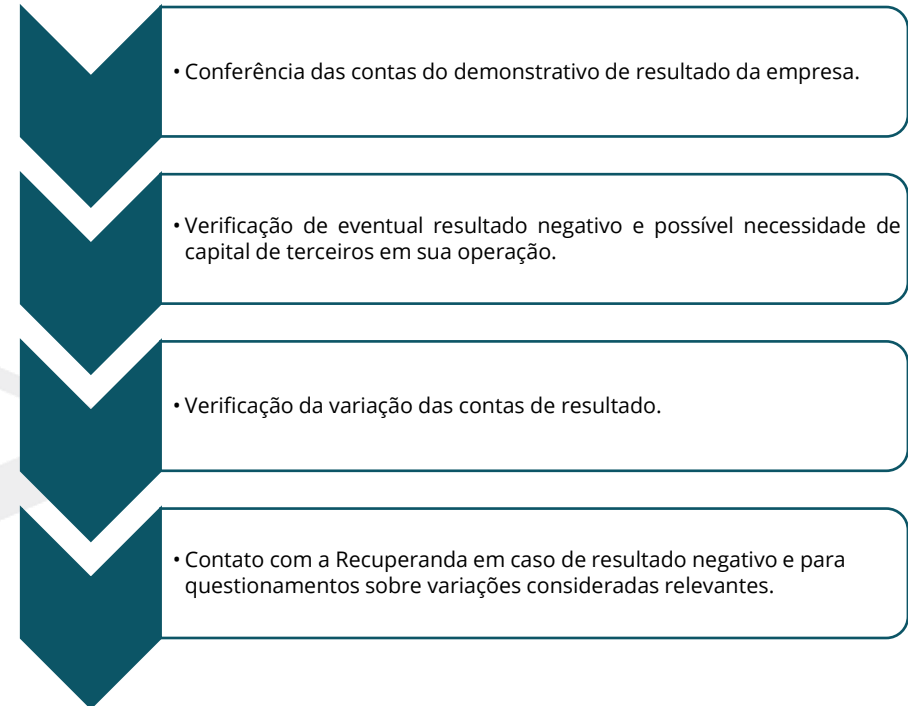 • Conferência das contas do demonstrativo de resultado da empresa.
• Verificação de eventual resultado negativo e possível necessidade de
capital de terceiros em sua operação.
• Verificação da variação das contas de resultado.
• Contato com a Recuperanda em caso de resultado negativo e para
questionamentos sobre variações consideradas relevantes.